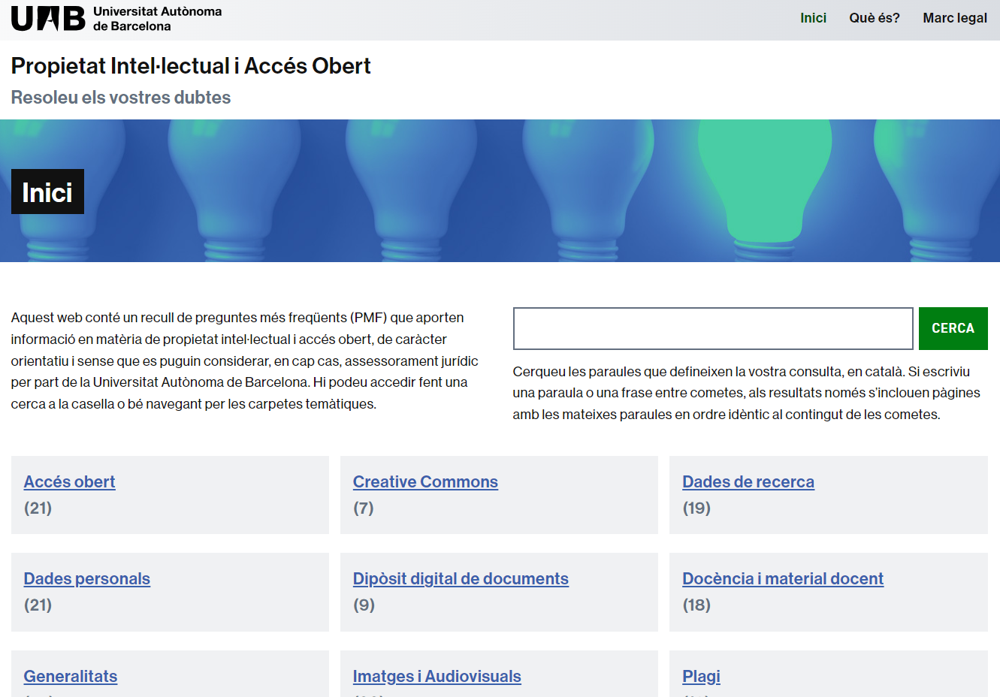 UAB Universitat Autònoma
de Barcelona
Inici Què és? Marc legal
Propietat Intel·lectual i Accés Obert
Resoleu els vostres dubtes
Inici
Aquest web conté un recull de preguntes més freqüents (PMF) que aporten
informació en matèria de propietat intel·lectual i accés obert, de caràcter
orientatiu i sense que es puguin considerar, en cap cas, assessorament jurídic
per part de la Universitat Autònoma de Barcelona. Hi podeu accedir fent una
cerca a la casella o bé navegant per les carpetes temàtiques.
CERCA
Cerqueu les paraules que defineixen la vostra consulta, en català. Si escriviu
una paraula o una frase entre cometes, als resultats només s'inclouen pàgines
amb les mateixes paraules en ordre idèntic al contingut de les cometes.
Accés obert
(21)
Creative Commons
(7)
Dades de recerca
(19)
Dades personals
(21)
Dipòsit digital de documents
(9)
Docència i material docent
(18)
Generalitats
Imatges i Audiovisuals
Plagi